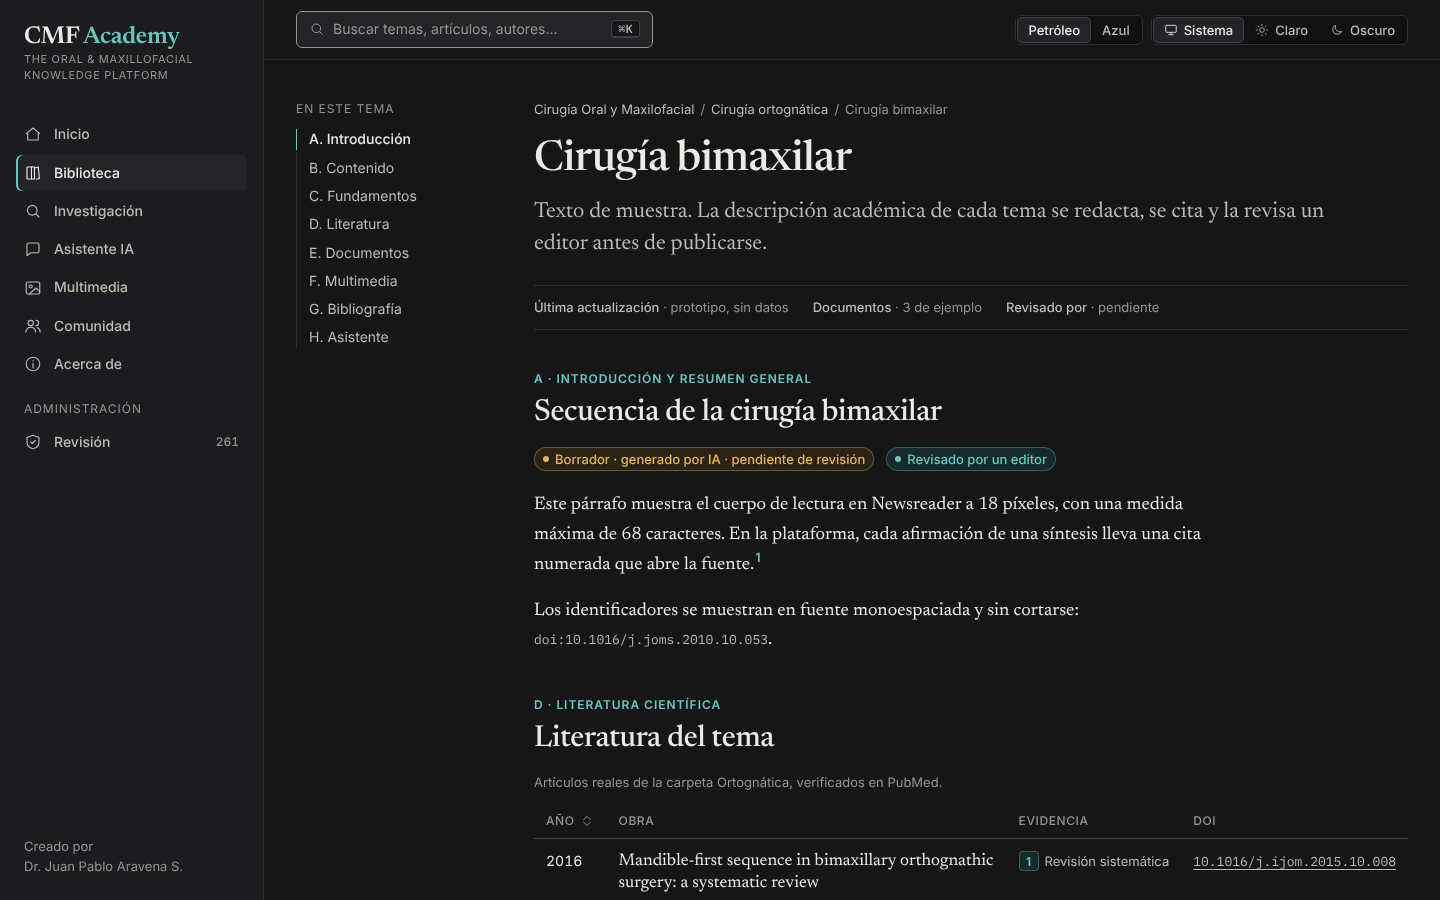 CMF Academy
THE ORAL & MAXILLOFACIAL
KNOWLEDGE PLATFORM
Inicio
Biblioteca
Investigación
Asistente IA
Multimedia
Comunidad
Acerca de
ADMINISTRACIÓN
Revisión 261
Creado por
Dr. Juan Pablo Aravena S.
Buscar temas, artículos, autores... ⌘K
Petróleo Azul Sistema Claro Oscuro
EN ESTE TEMA
A. Introducción
B. Contenido
C. Fundamentos
D. Literatura
E. Documentos
F. Multimedia
G. Bibliografía
H. Asistente
Cirugía Oral y Maxilofacial / Cirugía ortognática / Cirugía bimaxilar
Cirugía bimaxilar
Texto de muestra. La descripción académica de cada tema se redacta, se cita y la revisa un
editor antes de publicarse.
Última actualización · prototipo, sin datos Documentos · 3 de ejemplo Revisado por · pendiente
A · INTRODUCCIÓN Y RESUMEN GENERAL
Secuencia de la cirugía bimaxilar
Borrador · generado por IA · pendiente de revisión Revisado por un editor
Este párrafo muestra el cuerpo de lectura en Newsreader a 18 píxeles, con una medida
máxima de 68 caracteres. En la plataforma, cada afirmación de una síntesis lleva una cita
numerada que abre la fuente.1
Los identificadores se muestran en fuente monoespaciada y sin cortarse:
doi:10.1016/j.joms.2010.10.053.
D · LITERATURA CIENTÍFICA
Literatura del tema
Artículos reales de la carpeta Ortognática, verificados en PubMed.
AÑO OBRA EVIDENCIA DOI
2016 Mandible-first sequence in bimaxillary orthognathic 1 Revisión sistemática 10.1016/j.ijom.2015.10.008
surgery: a systematic review